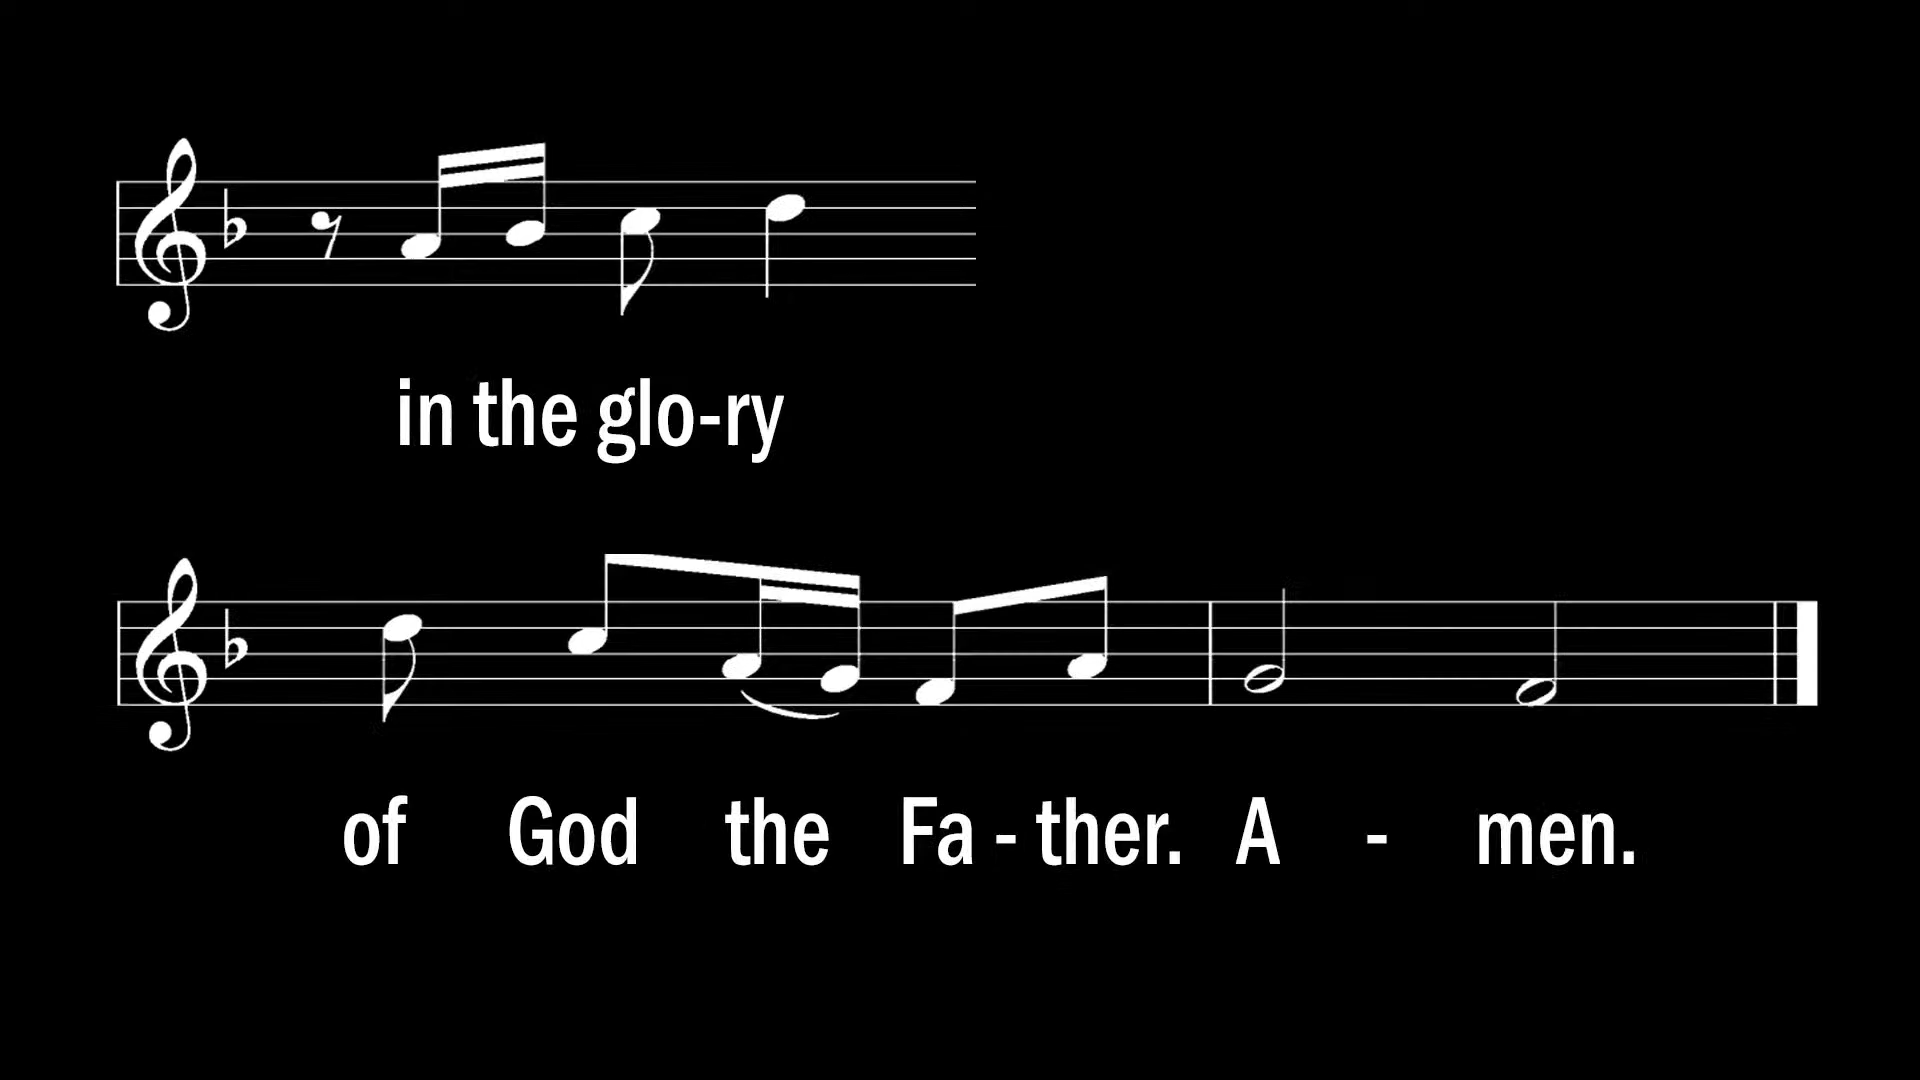 in the glo-ry
of God the Fa - ther. A - men.